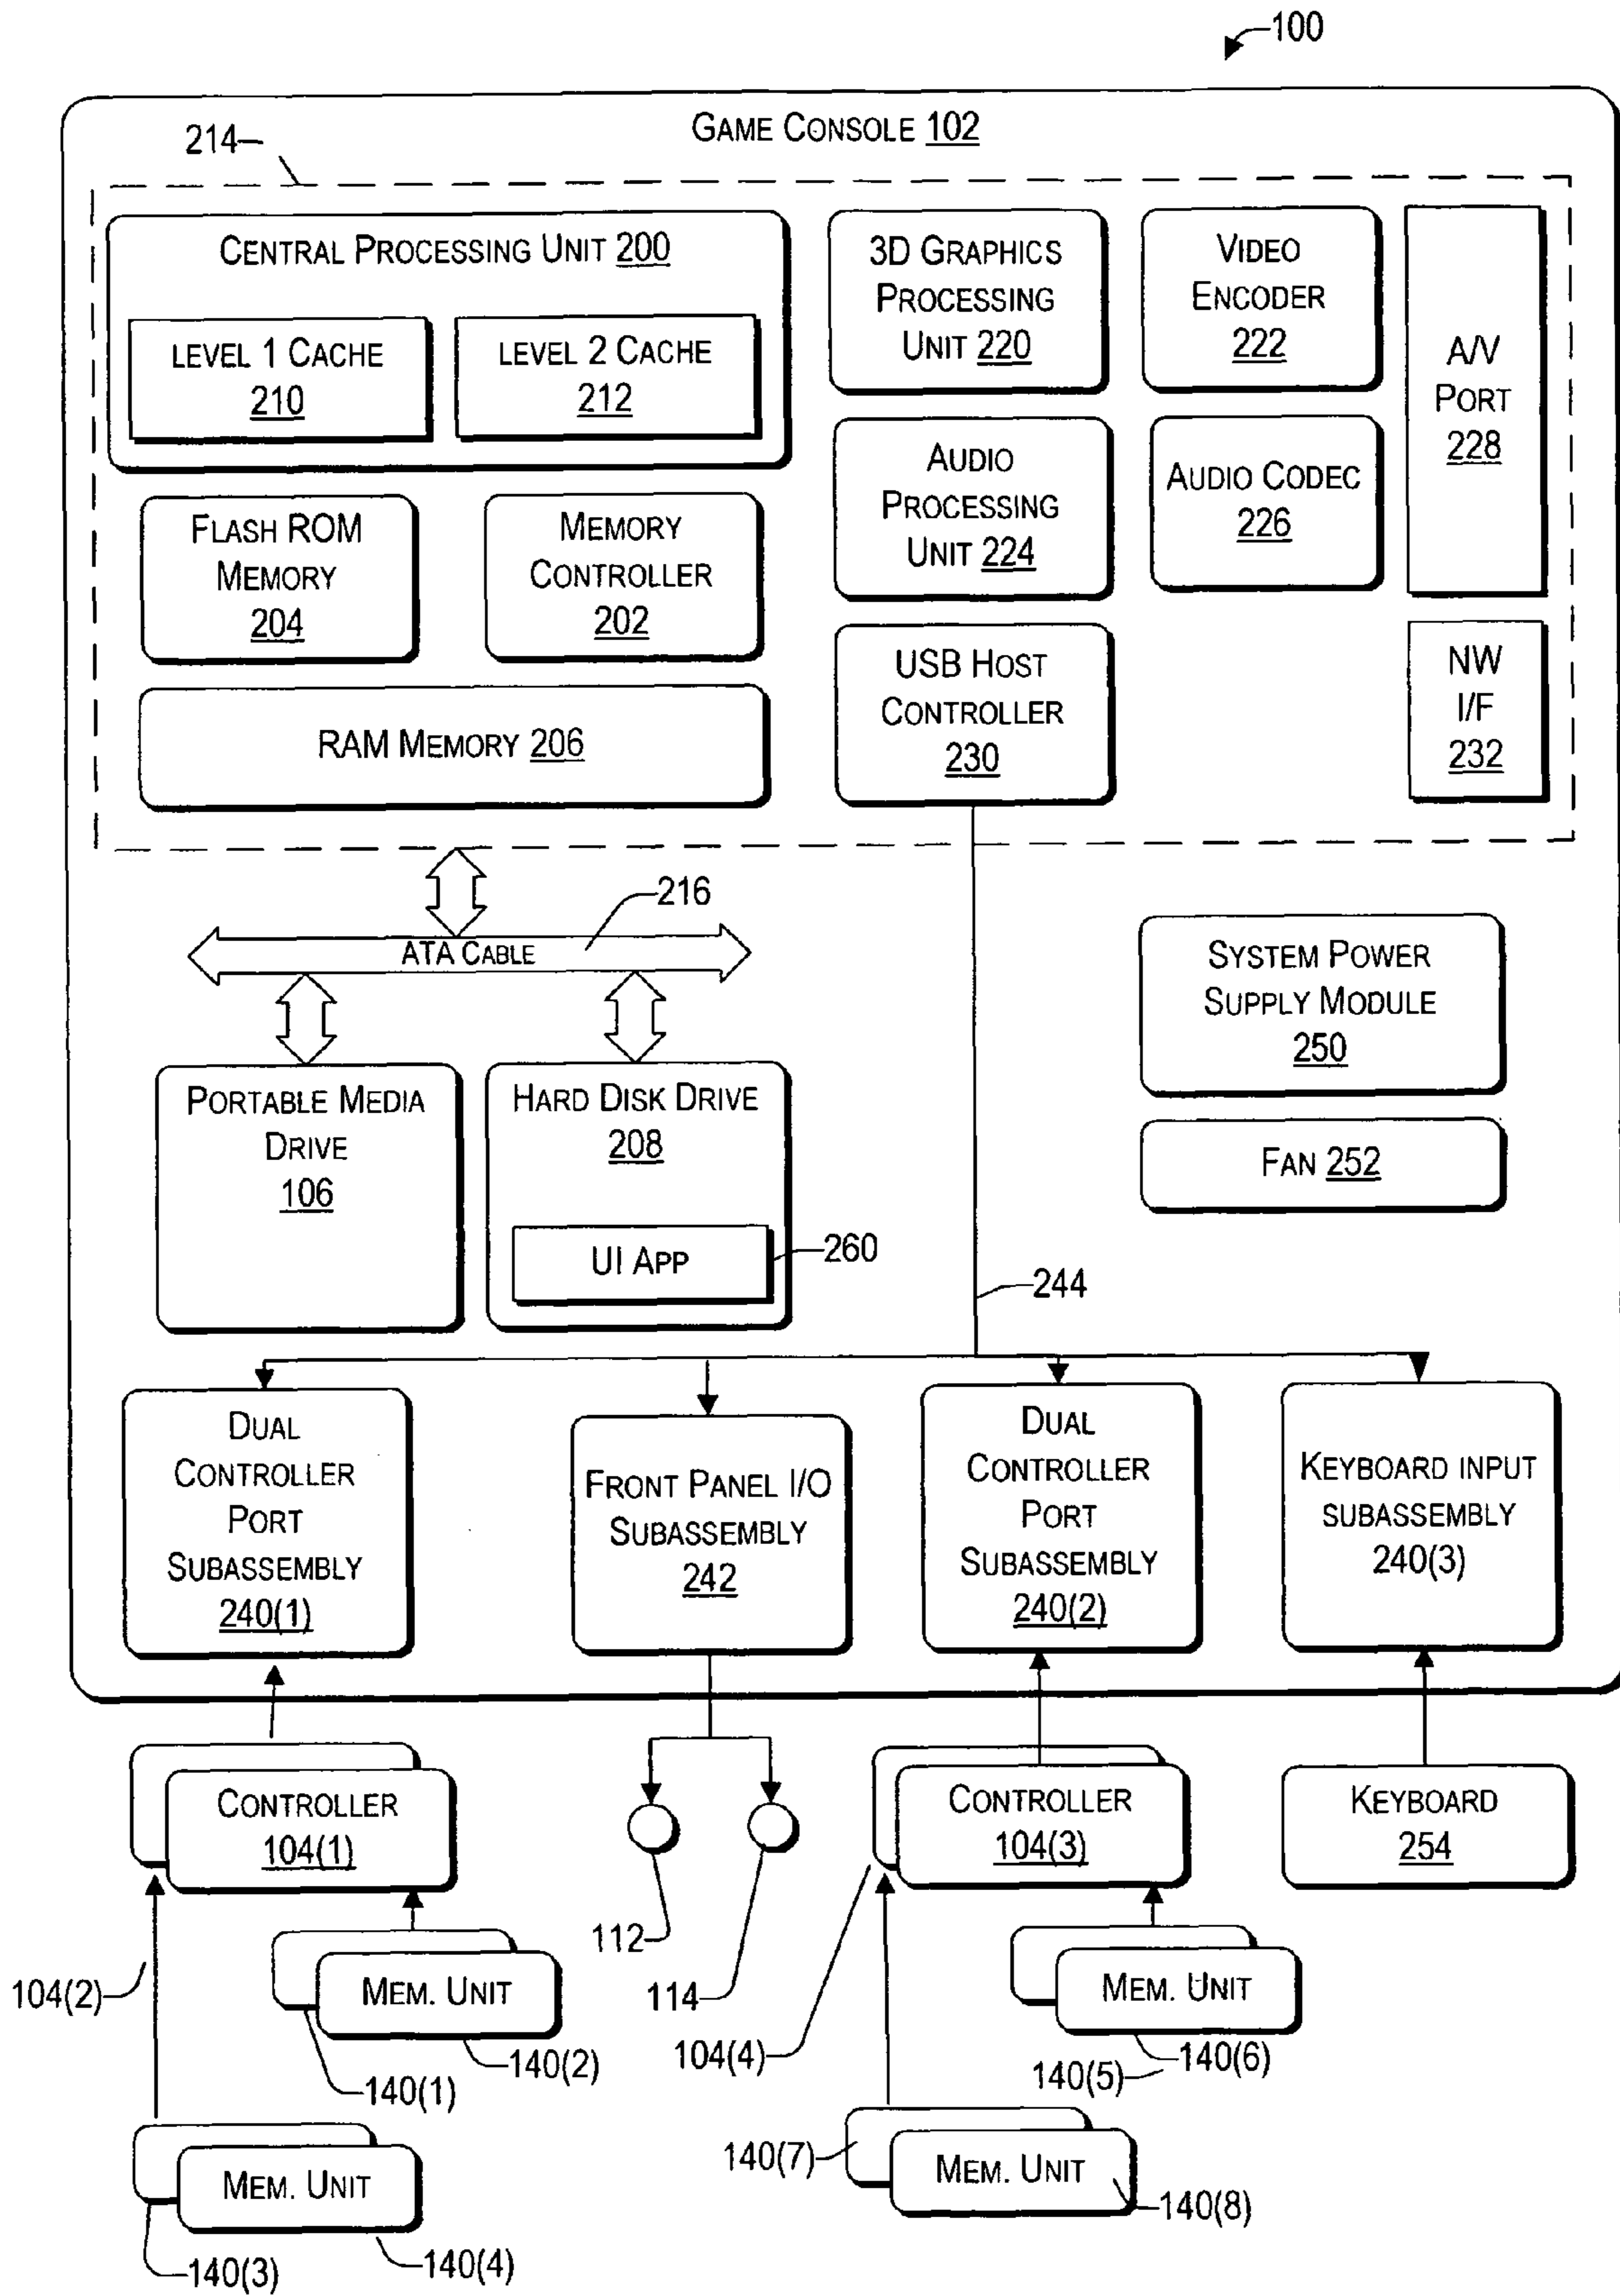 100
GAME CONSOLE 102
214
CENTRAL PROCESSING UNIT 200
LEVEL 1 CACHE
210
LEVEL 2 CACHE
212
3D GRAPHICS
PROCESSING
UNIT 220
VIDEO
ENCODER
222
A/V
PORT
228
AUDIO
PROCESSING
UNIT 224
AUDIO CODEC
226
FLASH ROM
MEMORY
204
MEMORY
CONTROLLER
202
USB HOST
CONTROLLER
230
NW
I/F
232
RAM MEMORY 206
216
ATA CABLE
SYSTEM POWER
SUPPLY MODULE
250
PORTABLE MEDIA
DRIVE
106
HARD DISK DRIVE
208
UI APP
260
FAN 252
244
DUAL
CONTROLLER
PORT
SUBASSEMBLY
240(1)
FRONT PANEL I/O
SUBASSEMBLY
242
DUAL
CONTROLLER
PORT
SUBASSEMBLY
240(2)
KEYBOARD INPUT
SUBASSEMBLY
240(3)
CONTROLLER
104(1)
CONTROLLER
104(3)
KEYBOARD
254
112
114
104(2)
104(4)
MEM. UNIT
140(1)
140(2)
MEM. UNIT
140(5)
140(6)
MEM. UNIT
140(3)
140(4)
140(7)
MEM. UNIT
140(8)